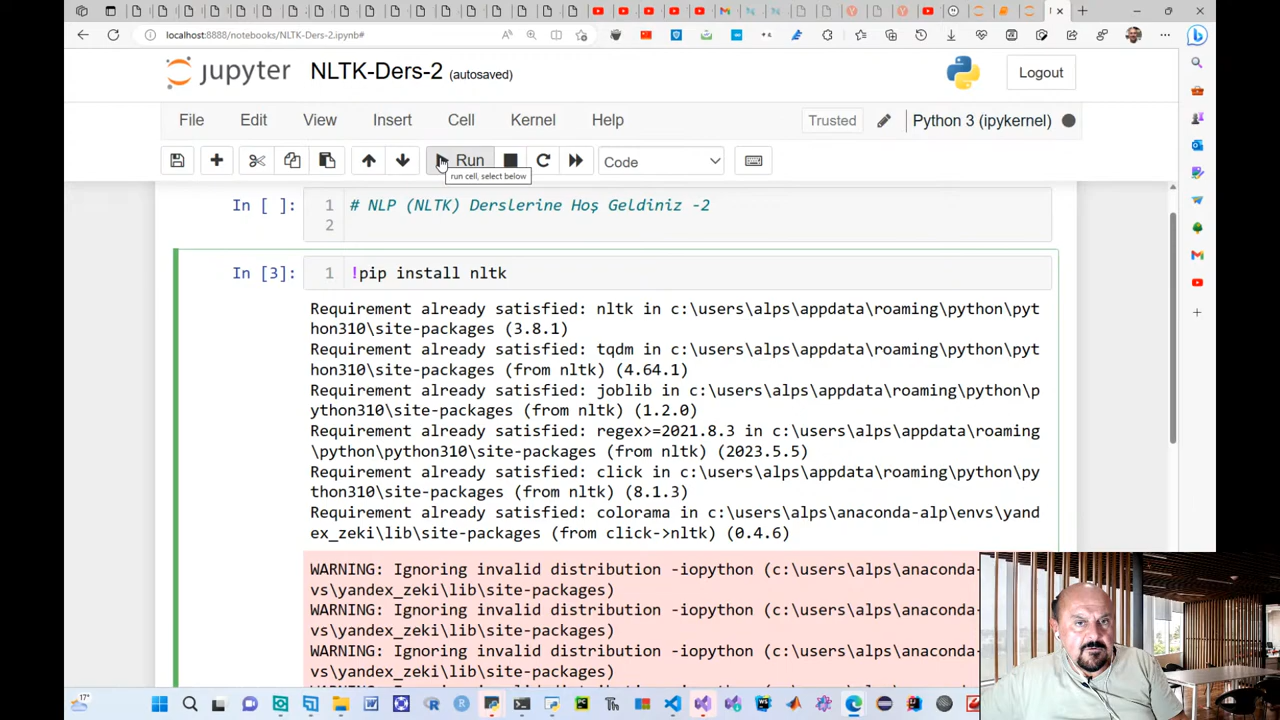 localhost:8888/notebooks/NLTK-Ders-2.ipynb#
jupyter NLTK-Ders-2 (autosaved)
Logout
File Edit View Insert Cell Kernel Help
Trusted
Python 3 (ipykernel)
Run
Code
run cell, select below
In [ ]:
1 # NLP (NLTK) Derslerine Hoş Geldiniz -2
2
In [3]:
1 !pip install nltk
Requirement already satisfied: nltk in c:\users\alps\appdata\roaming\python\pyt
hon310\site-packages (3.8.1)
Requirement already satisfied: tqdm in c:\users\alps\appdata\roaming\python\pyt
hon310\site-packages (from nltk) (4.64.1)
Requirement already satisfied: joblib in c:\users\alps\appdata\roaming\python\p
ython310\site-packages (from nltk) (1.2.0)
Requirement already satisfied: regex>=2021.8.3 in c:\users\alps\appdata\roaming
\python\python310\site-packages (from nltk) (2023.5.5)
Requirement already satisfied: click in c:\users\alps\appdata\roaming\python\py
thon310\site-packages (from nltk) (8.1.3)
Requirement already satisfied: colorama in c:\users\alps\anaconda-alp\envs\yand
ex_zeki\lib\site-packages (from click->nltk) (0.4.6)
WARNING: Ignoring invalid distribution -iopython (c:\users\alps\anaconda-
vs\yandex_zeki\lib\site-packages)
WARNING: Ignoring invalid distribution -iopython (c:\users\alps\anaconda-
vs\yandex_zeki\lib\site-packages)
WARNING: Ignoring invalid distribution -iopython (c:\users\alps\anaconda-
vs\yandex_zeki\lib\site-packages)
17°